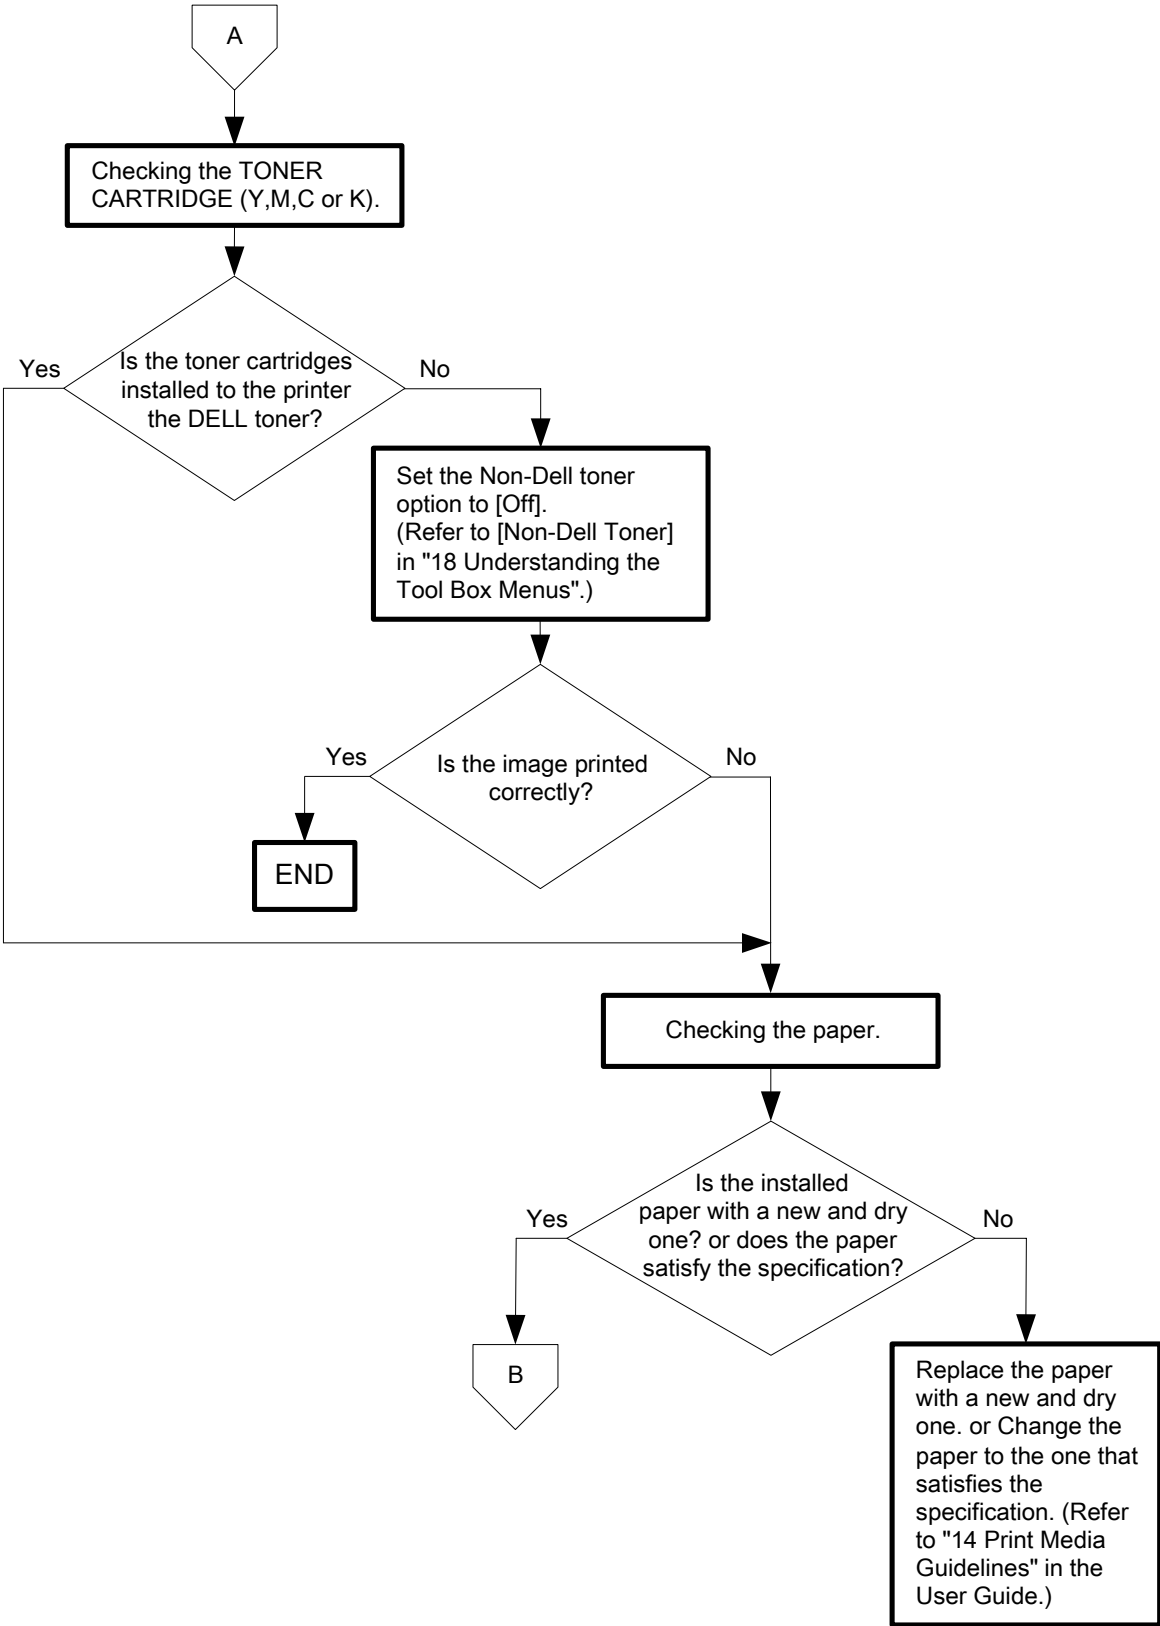 A
Checking the TONER
CARTRIDGE (Y,M,C or K).
Is the toner cartridges
installed to the printer
the DELL toner?
Yes
No
Set the Non-Dell toner
option to [Off].
(Refer to [Non-Dell Toner]
in "18 Understanding the
Tool Box Menus".)
Is the image printed
correctly?
Yes
No
END
Checking the paper.
Is the installed
paper with a new and dry
one? or does the paper
satisfy the specification?
Yes
No
B
Replace the paper
with a new and dry
one. or Change the
paper to the one that
satisfies the
specification. (Refer
to "14 Print Media
Guidelines" in the
User Guide.)